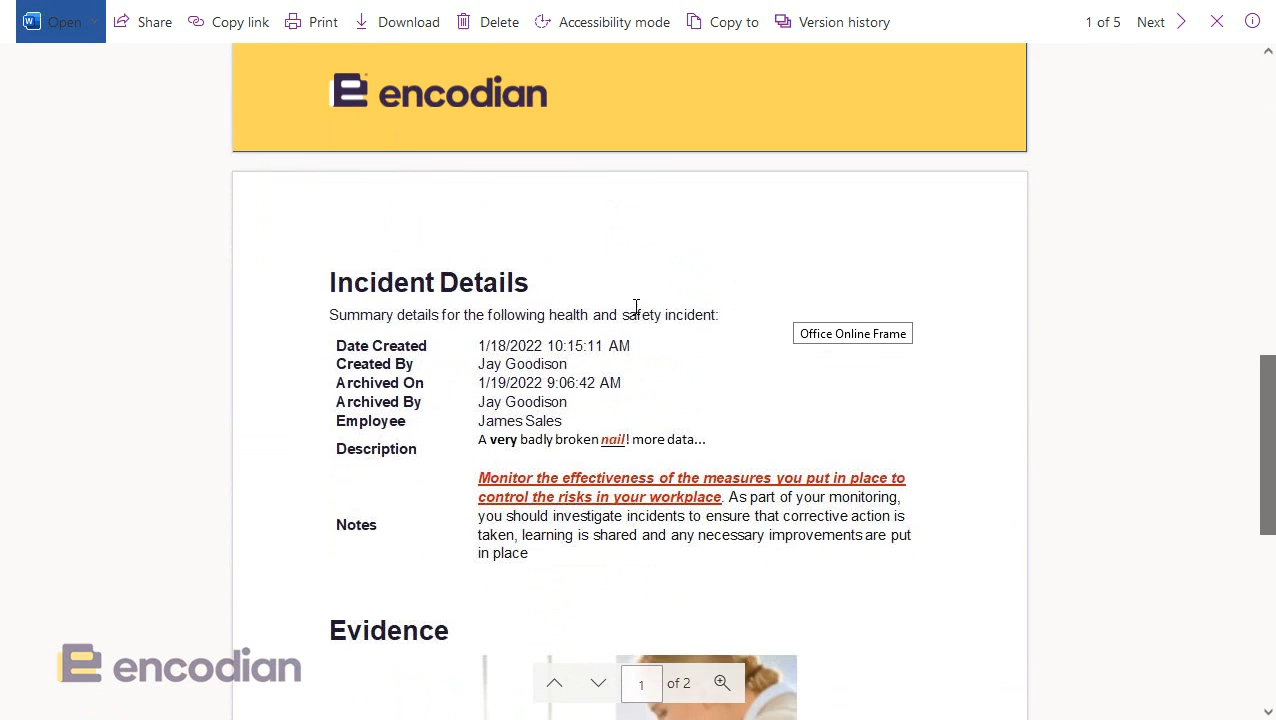 Open Share Copy link Print Download Delete Accessibility mode Copy to Version history 1 of 5 Next
encodian
Incident Details
Summary details for the following health and safety incident:
Office Online Frame
Date Created 1/18/2022 10:15:11 AM
Created By Jay Goodison
Archived On 1/19/2022 9:06:42 AM
Archived By Jay Goodison
Employee James Sales
Description A very badly broken nail! more data...
Notes Monitor the effectiveness of the measures you put in place to
control the risks in your workplace. As part of your monitoring,
you should investigate incidents to ensure that corrective action is
taken, learning is shared and any necessary improvements are put
in place
Evidence
encodian
1 of 2